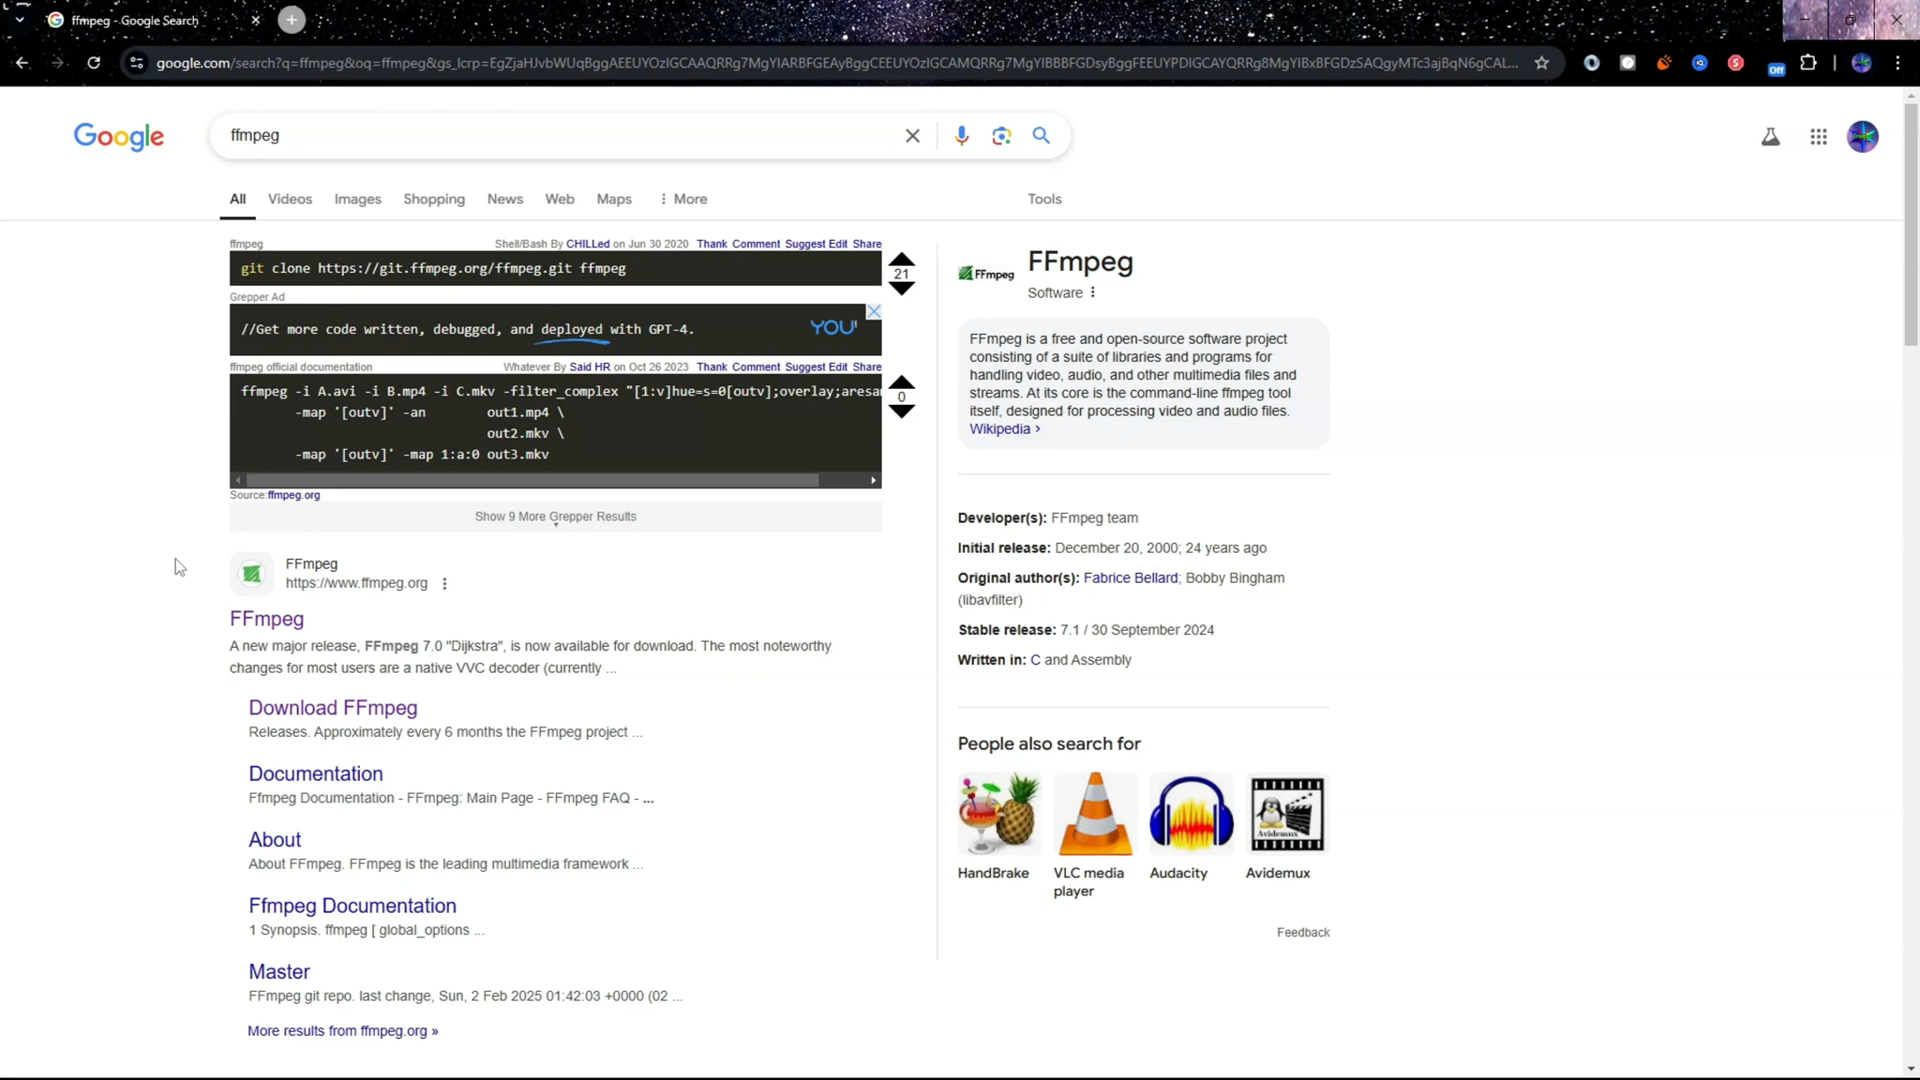 ffmpeg - Google Search
google.com/search?q=ffmpeg&oq=ffmpeg&gs_lcrp=EgZjaHJvbWUqBggAEEUYOzIGCAAQRRg7MgYIARBFGEAyBggCEEUYOzIGCAMQRRg7MgYIBBBFGDsyBggFEEUYPDIGCAYQRRg8MgYIBxBFGDzSAQgyMTc3ajBqN6gCAL...
Off
Google
ffmpeg
All
Videos
Images
Shopping
News
Web
Maps
More
Tools
ffmpeg
Shell/Bash By CHILLed on Jun 30 2020 Thank Comment Suggest Edit Share
git clone https://git.ffmpeg.org/ffmpeg.git ffmpeg
21
Grepper Ad
//Get more code written, debugged, and deployed with GPT-4.
YOU
ffmpeg official documentation
Whatever By Said HR on Oct 26 2023 Thank Comment Suggest Edit Share
ffmpeg -i A.avi -i B.mp4 -i C.mkv -filter_complex "[1:v]hue=s=0[outv];overlay;aresa
-map '[outv]' -an out1.mp4 \
out2.mkv \
-map '[outv]' -map 1:a:0 out3.mkv
0
Source:ffmpeg.org
Show 9 More Grepper Results
FFmpeg
https://www.ffmpeg.org
FFmpeg
A new major release, FFmpeg 7.0 "Dijkstra", is now available for download. The most noteworthy
changes for most users are a native VVC decoder (currently ...
Download FFmpeg
Releases. Approximately every 6 months the FFmpeg project ...
Documentation
Ffmpeg Documentation - FFmpeg: Main Page - FFmpeg FAQ - ...
About
About FFmpeg. FFmpeg is the leading multimedia framework ...
Ffmpeg Documentation
1 Synopsis. ffmpeg [ global_options ...
Master
FFmpeg git repo. last change, Sun, 2 Feb 2025 01:42:03 +0000 (02 ...
More results from ffmpeg.org »
FFmpeg
FFmpeg
Software
FFmpeg is a free and open-source software project
consisting of a suite of libraries and programs for
handling video, audio, and other multimedia files and
streams. At its core is the command-line ffmpeg tool
itself, designed for processing video and audio files.
Wikipedia ›
Developer(s): FFmpeg team
Initial release: December 20, 2000; 24 years ago
Original author(s): Fabrice Bellard; Bobby Bingham
(libavfilter)
Stable release: 7.1 / 30 September 2024
Written in: C and Assembly
People also search for
Avidemux
HandBrake
VLC media
player
Audacity
Avidemux
Feedback